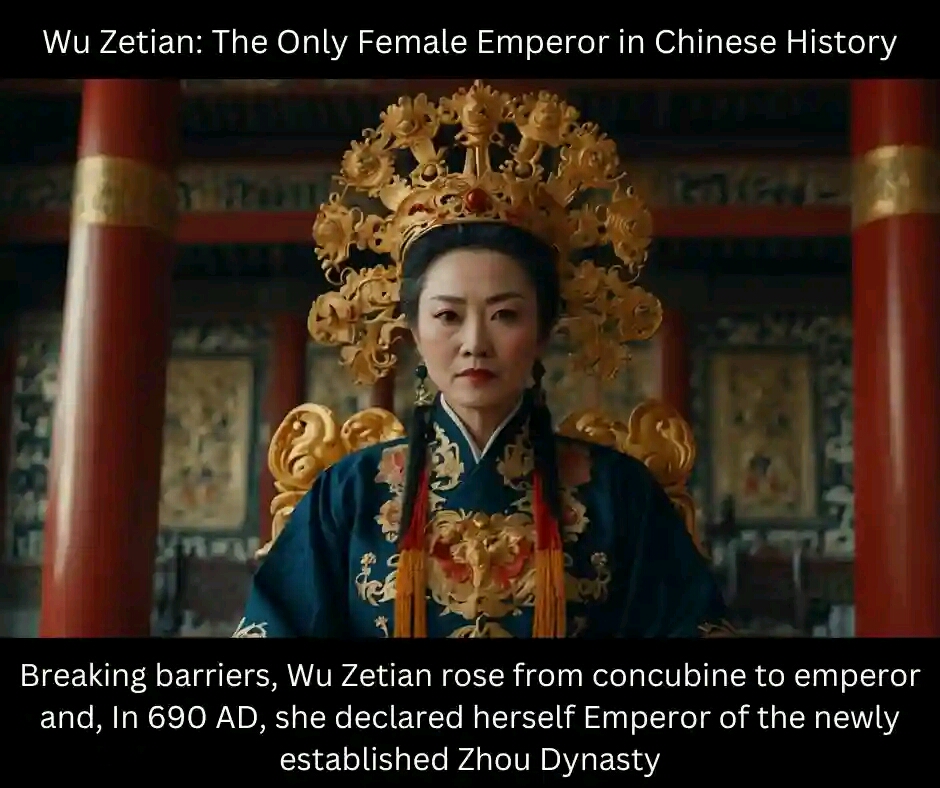 Wu Zetian: The Only Female Emperor in Chinese History
Breaking barriers, Wu Zetian rose from concubine to emperor
and, In 690 AD, she declared herself Emperor of the newly
established Zhou Dynasty